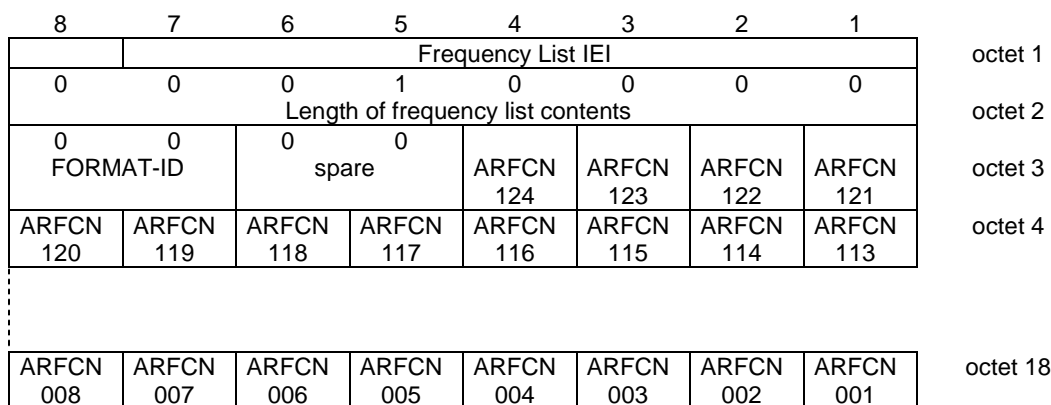 8 7 6 5 4 3 2 1
Frequency List IEI octet 1
0 0 0 1 0 0 0 0
Length of frequency list contents octet 2
0 0 0 0
FORMAT-ID spare ARFCN ARFCN ARFCN ARFCN octet 3
124 123 122 121
ARFCN ARFCN ARFCN ARFCN ARFCN ARFCN ARFCN ARFCN octet 4
120 119 118 117 116 115 114 113
ARFCN ARFCN ARFCN ARFCN ARFCN ARFCN ARFCN ARFCN octet 18
008 007 006 005 004 003 002 001